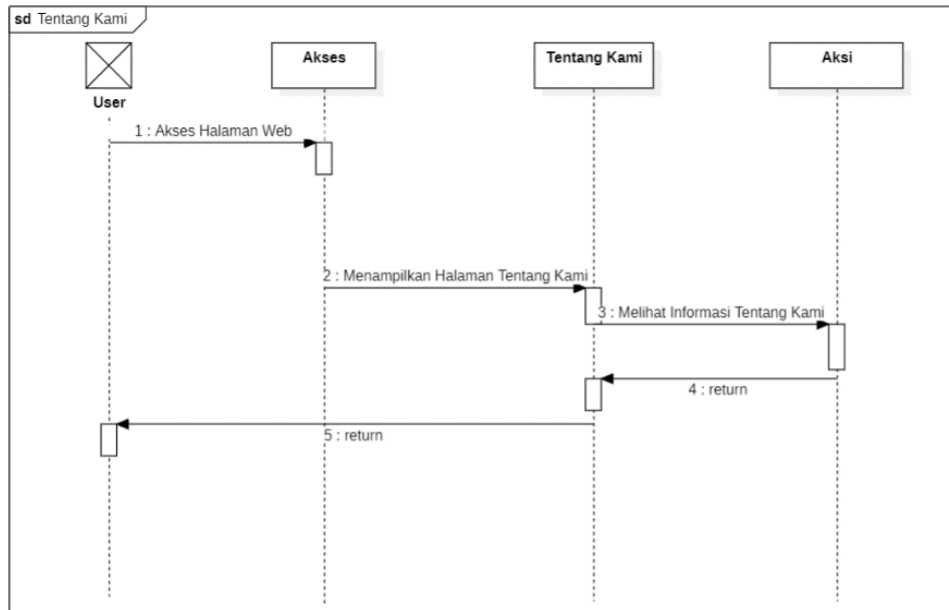 sd Tentang Kami
Akses
Tentang Kami
Aksi
User
1 : Akses Halaman Web
2 : Menampilkan Halaman Tentang Kami
3 : Melihat Informasi Tentang Kami
4 : return
5 : return